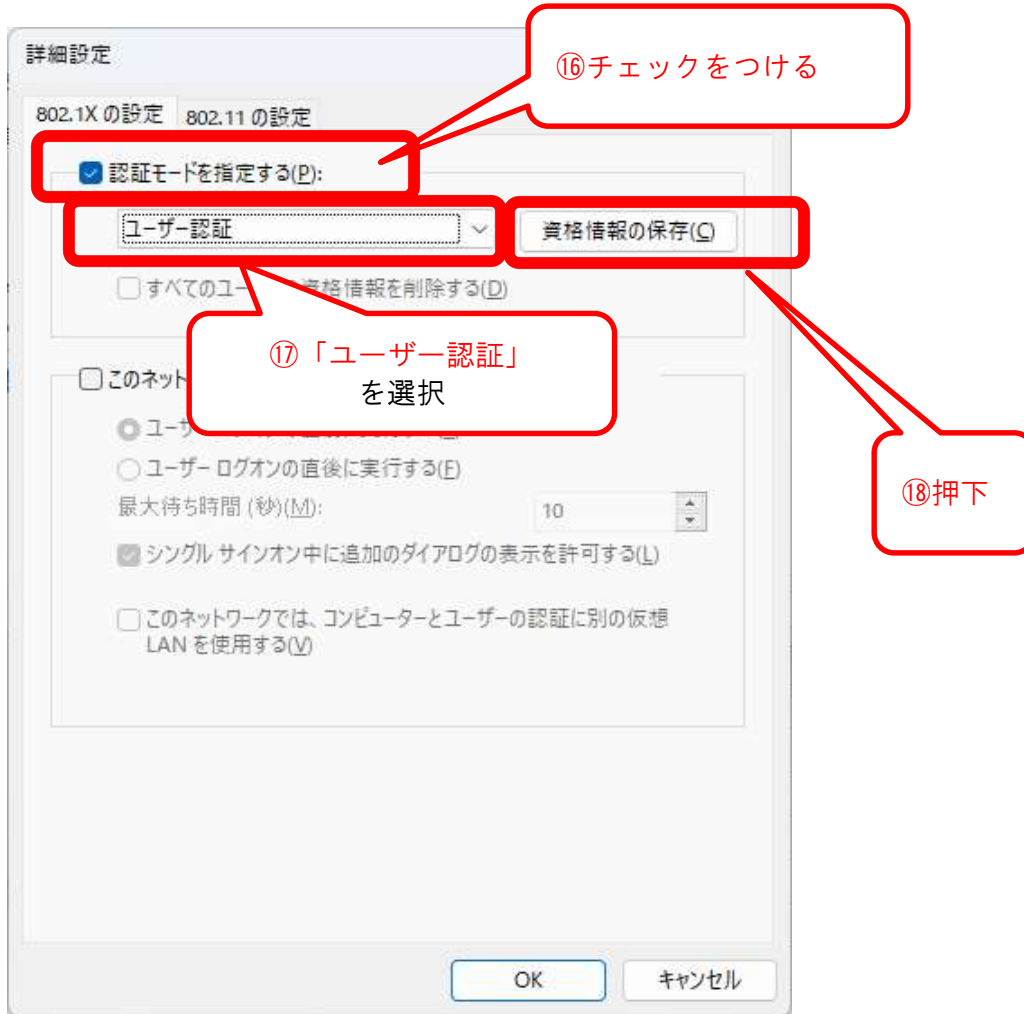 詳細設定
⑯チェックをつける
802.1X の設定 802.11 の設定
認証モードを指定する(P):
ユーザー認証
資格情報の保存(C)
すべてのユー 資格情報を削除する(D)
⑰「ユーザー認証」
を選択
このネット
ユーザー ログオンの直後に実行する(F)
⑱押下
最大待ち時間 (秒)(M):
10
シングル サインオン中に追加のダイアログの表示を許可する(L)
このネットワークでは、コンピューターとユーザーの認証に別の仮想
LAN を使用する(V)
OK
キャンセル